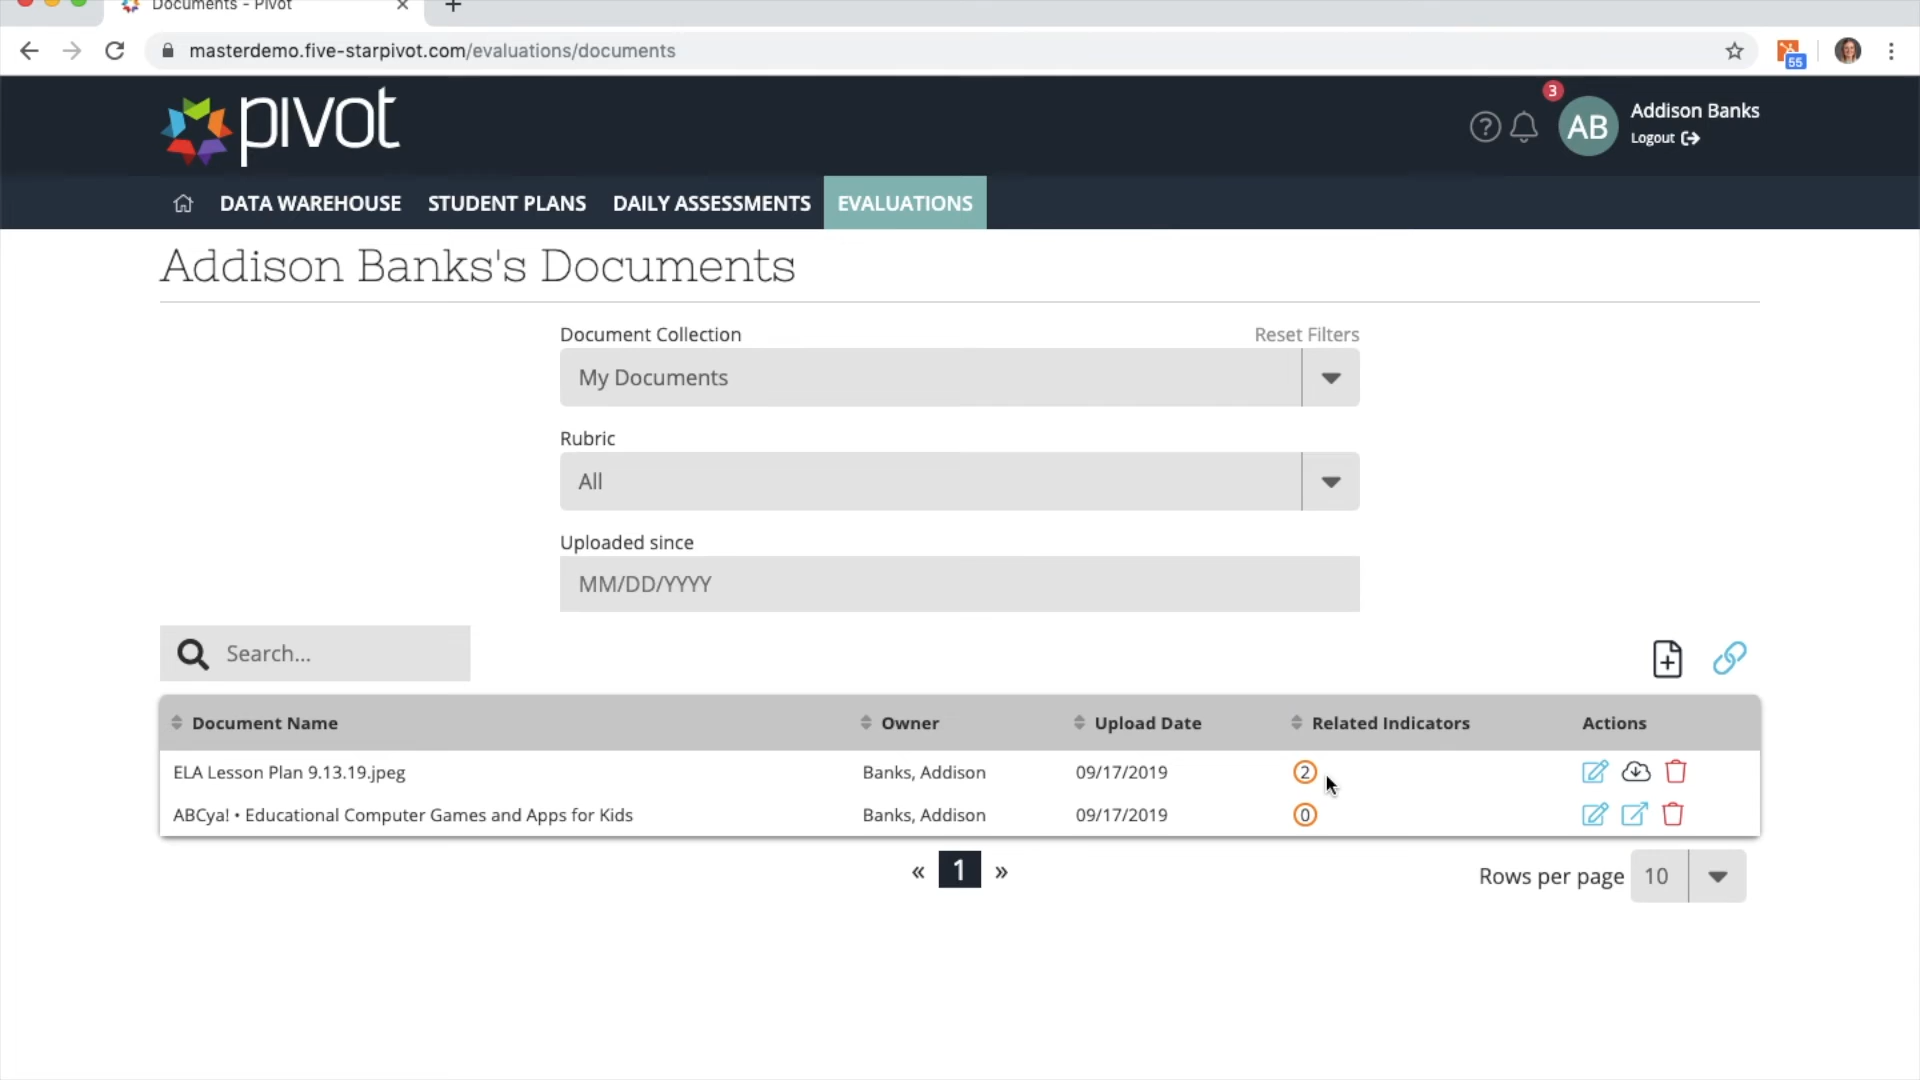 Documents - Pivot
masterdemo.five-starpivot.com/evaluations/documents
55
pivot
3
AB
Addison Banks
Logout
DATA WAREHOUSE STUDENT PLANS DAILY ASSESSMENTS EVALUATIONS
Addison Banks's Documents
Document Collection Reset Filters
My Documents
Rubric
All
Uploaded since
MM/DD/YYYY
Search...
Document Name Owner Upload Date Related Indicators Actions
ELA Lesson Plan 9.13.19.jpeg Banks, Addison 09/17/2019 2
ABCya! • Educational Computer Games and Apps for Kids Banks, Addison 09/17/2019 0
« 1 » Rows per page 10